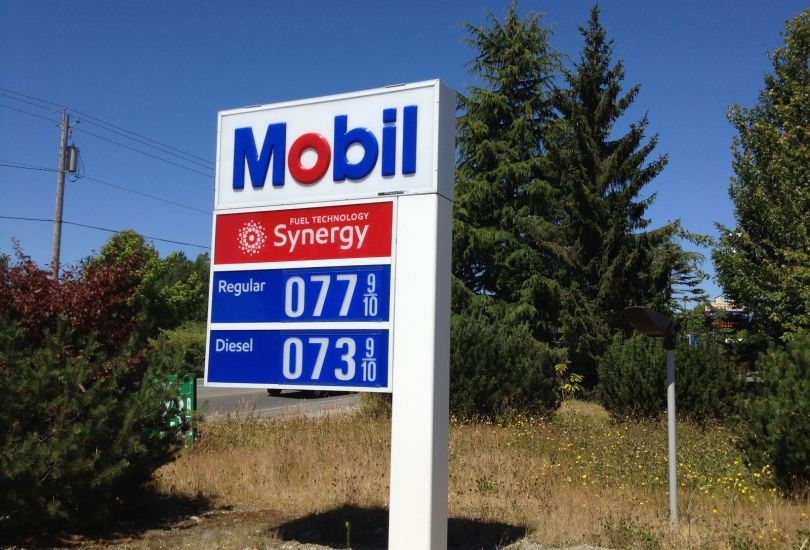 Mobil
FUEL TECHNOLOGY
Synergy
Regular 077 9/10
Diesel 073 9/10